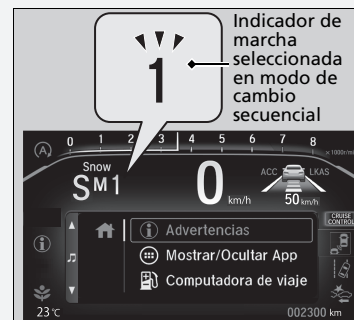 Indicador de
marcha
seleccionada
en modo de
cambio
secuencial
1
0 1 2 3 4 5 6 7 8
x1000r/min
(A)
Snow
SM1
0
km/h
ACC LKAS
50 km/h
CRUISE
CONTROL
Advertencias
Mostrar/Ocultar App
Computadora de viaje
23 °C
002300 km